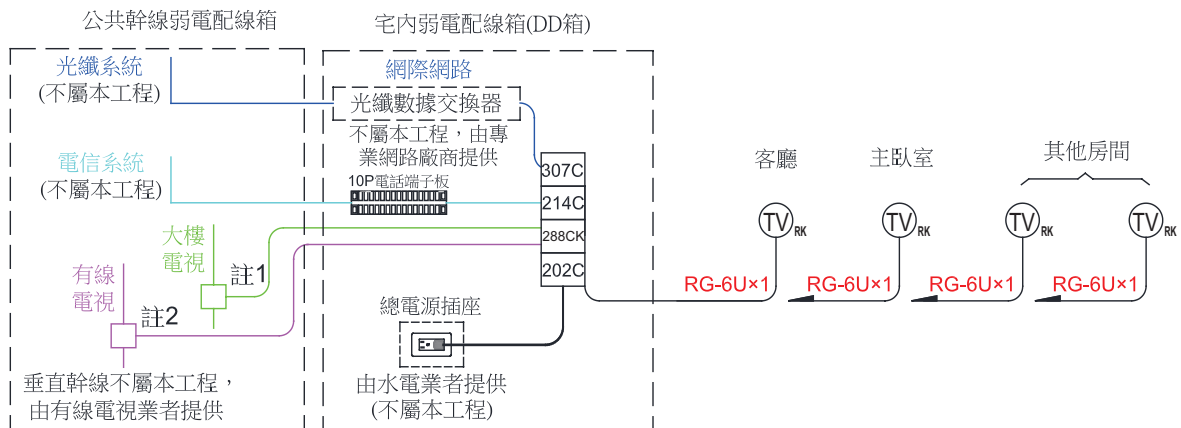 公共幹線弱電配線箱
宅內弱電配線箱(DD箱)
光纖系統
(不屬本工程)
網際網路
光纖數據交換器
不屬本工程，由專
業網路廠商提供
電信系統
(不屬本工程)
10P電話端子板
307C
214C
288CK
202C
大樓
電視
註1
有線
電視
註2
總電源插座
由水電業者提供
(不屬本工程)
垂直幹線不屬本工程，
由有線電視業者提供
客廳
主臥室
其他房間
TV RK
TV RK
TV RK
TV RK
RG-6U×1
RG-6U×1
RG-6U×1
RG-6U×1